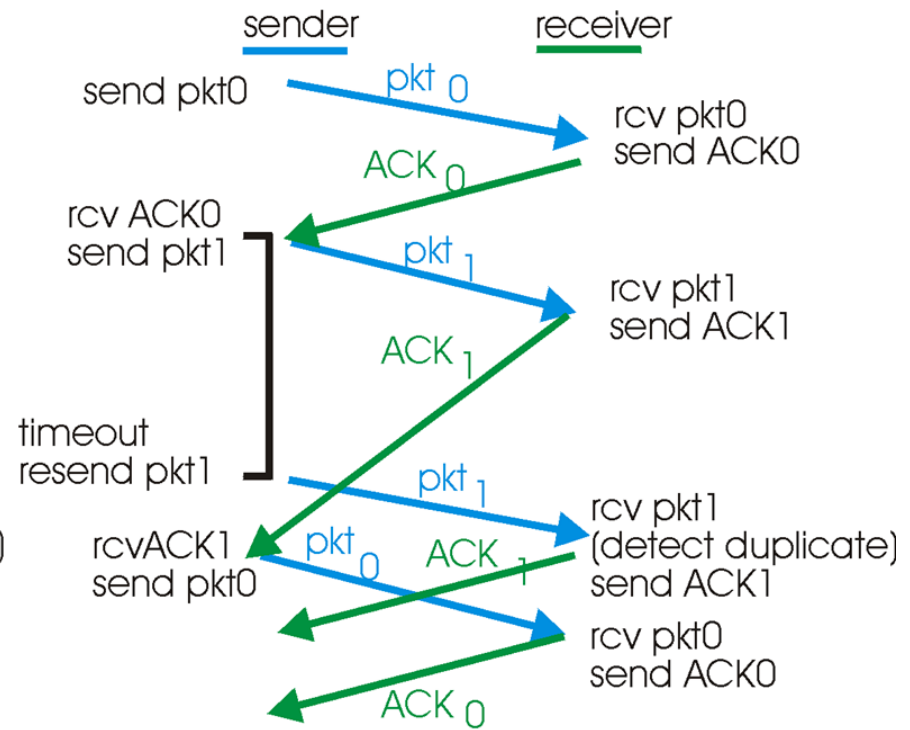 sender
receiver
send pkt0
pkt 0
rcv pkt0
send ACK0
ACK 0
rcv ACK0
send pkt1
pkt 1
rcv pkt1
send ACK1
ACK 1
timeout
resend pkt1
pkt 1
rcv pkt1
(detect duplicate)
send ACK1
)
rcvACK1
send pkt0
pkt 0
ACK 1
rcv pkt0
send ACK0
ACK 0